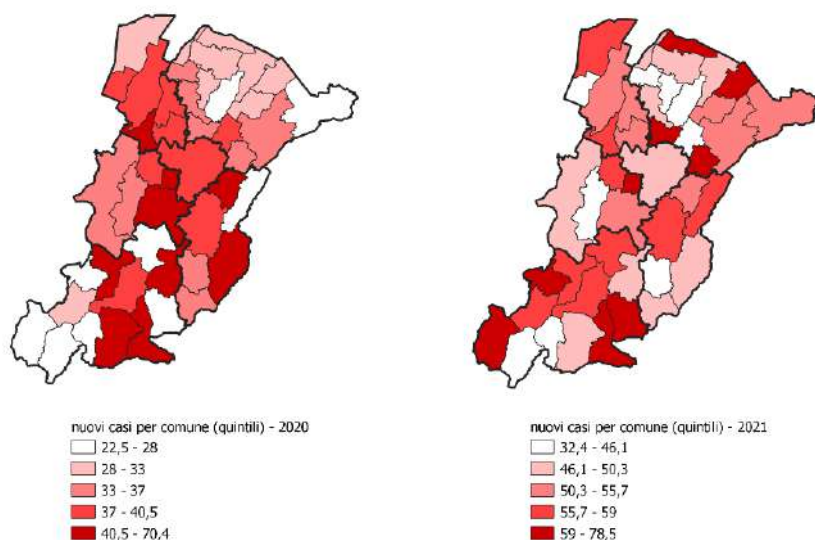 nuovi casi per comune (quintili) - 2020
22,5 - 28
28 - 33
33 - 37
37 - 40,5
40,5 - 70,4
nuovi casi per comune (quintili) - 2021
32,4 - 46,1
46,1 - 50,3
50,3 - 55,7
55,7 - 59
59 - 78,5